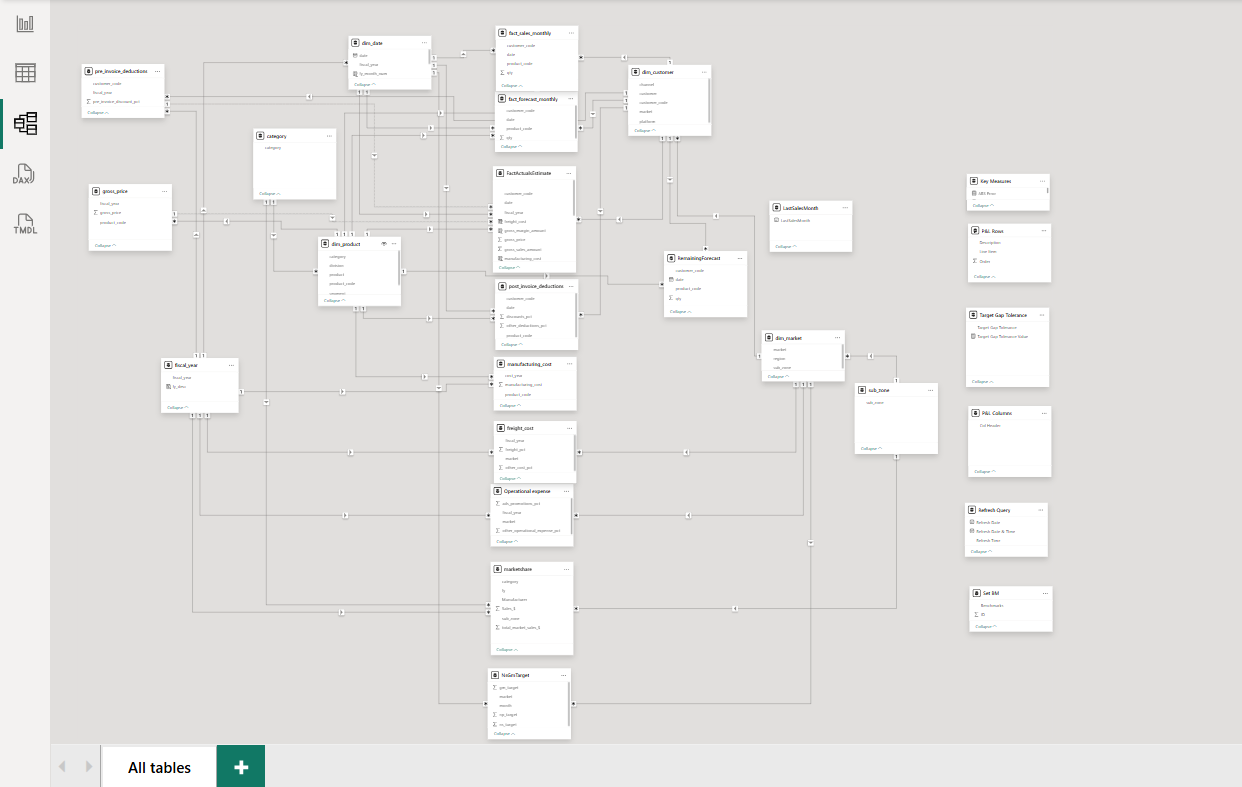 DAX
TMDL
pre_invoice_deductions
customer_code
fiscal_year
pre_invoice_discount_pct
Collapse
gross_price
fiscal_year
gross_price
product_code
Collapse
category
category
Collapse
dim_date
date
fiscal_year
fy_month_num
Collapse
dim_product
category
division
product
product_code
Collapse
fiscal_year
fiscal_year
fy_desc
Collapse
fact_sales_monthly
customer_code
date
product_code
qty
Collapse
fact_forecast_monthly
customer_code
date
product_code
qty
Collapse
FactActualsEstimate
customer_code
date
fiscal_year
freight_cost
gross_margin_amount
gross_price
gross_sales_amount
manufacturing_cost
Collapse
post_invoice_deductions
customer_code
date
discounts_pct
other_deductions_pct
product_code
Collapse
manufacturing_cost
cost_year
manufacturing_cost
product_code
Collapse
freight_cost
fiscal_year
freight_pct
market
other_cost_pct
Collapse
Operational expense
ads_promotions_pct
fiscal_year
market
other_operational_expense_pct
Collapse
marketshare
category
fy
Manufacturer
Sales_$
sub_zone
total_market_sales_$
Collapse
NsGmTarget
gm_target
market
month
np_target
ns_target
Collapse
dim_customer
channel
customer
customer_code
market
platform
Collapse
RemainingForecast
customer_code
date
product_code
qty
Collapse
LastSalesMonth
LastSalesMonth
Collapse
dim_market
market
region
sub_zone
Collapse
sub_zone
sub_zone
Collapse
Key Measures
ABS Error
Collapse
P&L Rows
Description
Line Item
Order
Collapse
Target Gap Tolerance
Target Gap Tolerance
Target Gap Tolerance Value
Collapse
P&L Columns
Col Header
Collapse
Refresh Query
Refresh Date
Refresh Date & Time
Refresh Time
Collapse
Set BM
Benchmarks
ID
Collapse
All tables